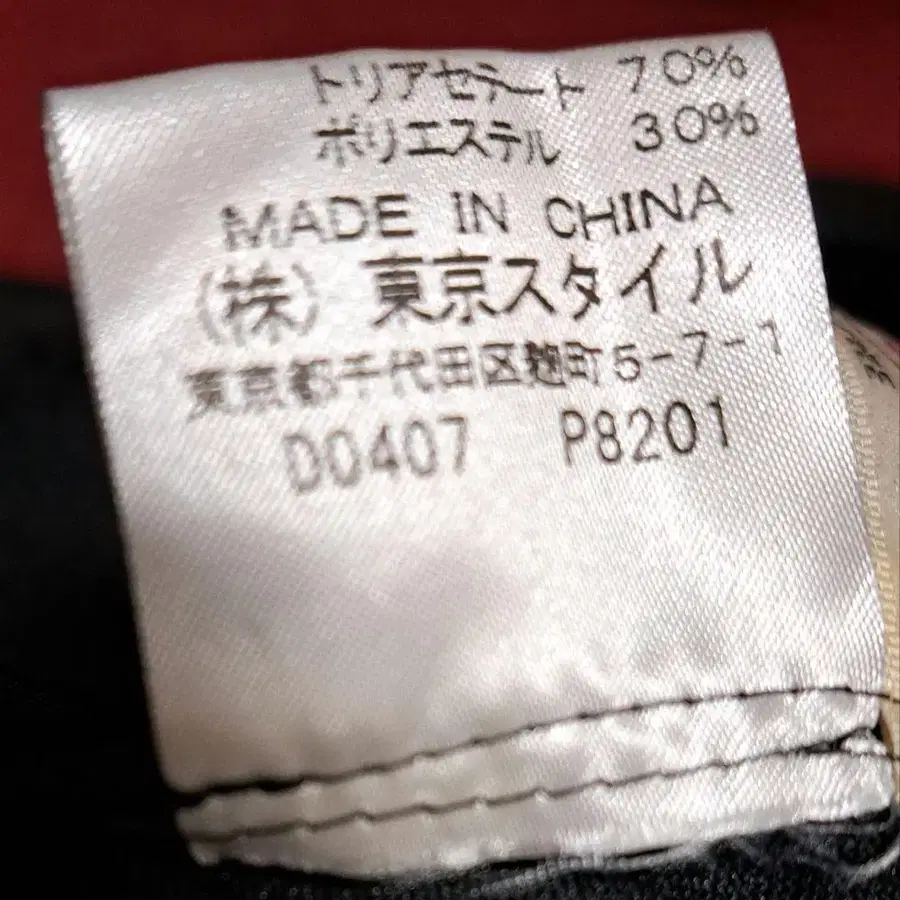 トリアセテート 70%
ポリエステル 30%
MADE IN CHINA
(株) 東京スタイル
東京都千代田区麹町5-7-1
D0407 P8201